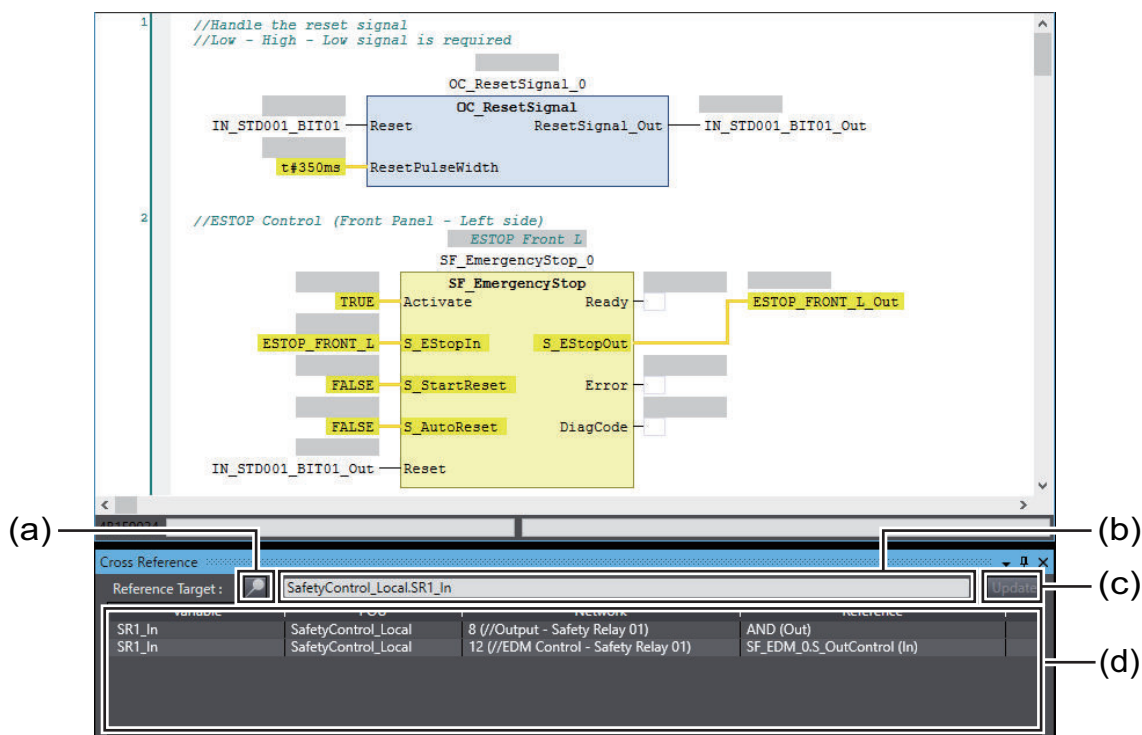 1 //Handle the reset signal
//Low - High - Low signal is required
OC_ResetSignal_0
OC_ResetSignal
IN_STD001_BIT01 Reset ResetSignal_Out IN_STD001_BIT01_Out
t#350ms ResetPulseWidth
2 //ESTOP Control (Front Panel - Left side)
ESTOP Front L
SF_EmergencyStop_0
SF_EmergencyStop
TRUE Activate Ready ESTOP_FRONT_L_Out
ESTOP_FRONT_L S_EStopIn S_EStopOut
FALSE S_StartReset Error
FALSE S_AutoReset DiagCode
IN_STD001_BIT01_Out Reset
(a) (b)
Cross Reference
Reference Target : SafetyControl_Local.SR1_In Update (c)
Variable POU Network Reference
SR1_In SafetyControl_Local 8 (//Output - Safety Relay 01) AND (Out)
SR1_In SafetyControl_Local 12 (//EDM Control - Safety Relay 01) SF_EDM_0.S_OutControl (In)
(d)